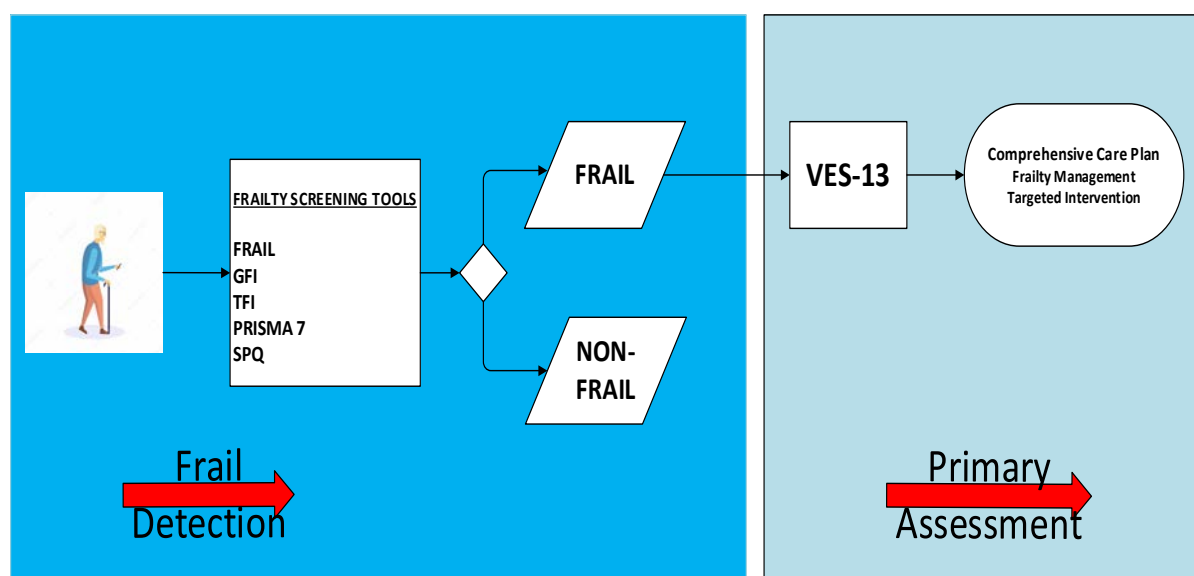 FRAILTY SCREENING TOOLS
FRAIL
GFI
TFI
PRISMA 7
SPQ
FRAIL
NON-
FRAIL
Frail
Detection
VES-13
Comprehensive Care Plan
Frailty Management
Targeted Intervention
Primary
Assessment